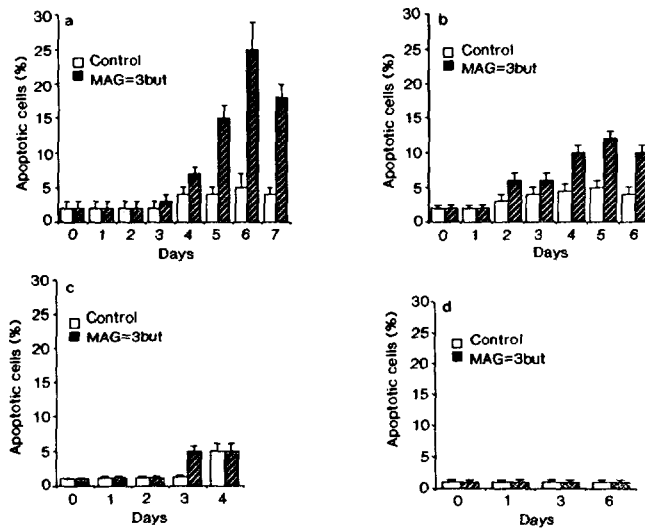 a
Control
MAG=3but
Apoptotic cells (%)
30
25
20
15
10
5
0
0 1 2 3 4 5 6 7
Days
b
Control
MAG=3but
Apoptotic cells (%)
30
25
20
15
10
5
0
0 1 2 3 4 5 6
Days
c
Control
MAG=3but
Apoptotic cells (%)
30
25
20
15
10
5
0
0 1 2 3 4
Days
d
Control
MAG=3but
Apoptotic cells (%)
30
25
20
15
10
5
0
0 1 3 6
Days